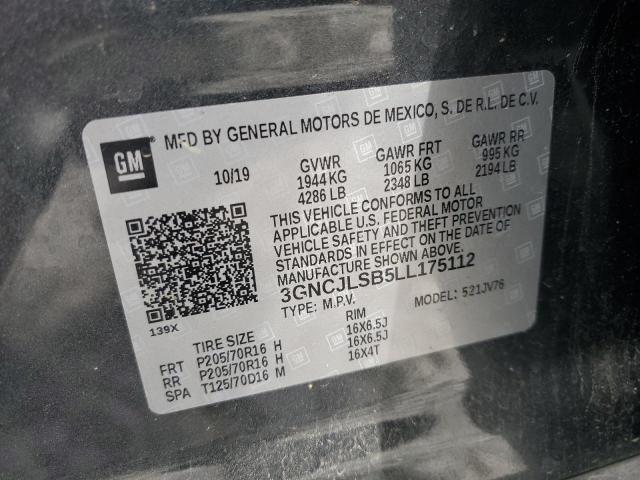 MFD BY GENERAL MOTORS DE MEXICO, S. DE R.L. DE C.V.
GM
10/19 GVWR GAWR FRT GAWR RR
1944 KG 1065 KG 995 KG
4286 LB 2348 LB 2194 LB
THIS VEHICLE CONFORMS TO ALL
APPLICABLE U.S. FEDERAL MOTOR
VEHICLE SAFETY AND THEFT PREVENTION
STANDARDS IN EFFECT ON THE DATE OF
MANUFACTURE SHOWN ABOVE.
3GNCJLSB5LL175112
TYPE: M.P.V. MODEL: 521JV76
139X
TIRE SIZE RIM
FRT P205/70R16 H 16X6.5J
RR P205/70R16 H 16X6.5J
SPA T125/70D16 M 16X4T